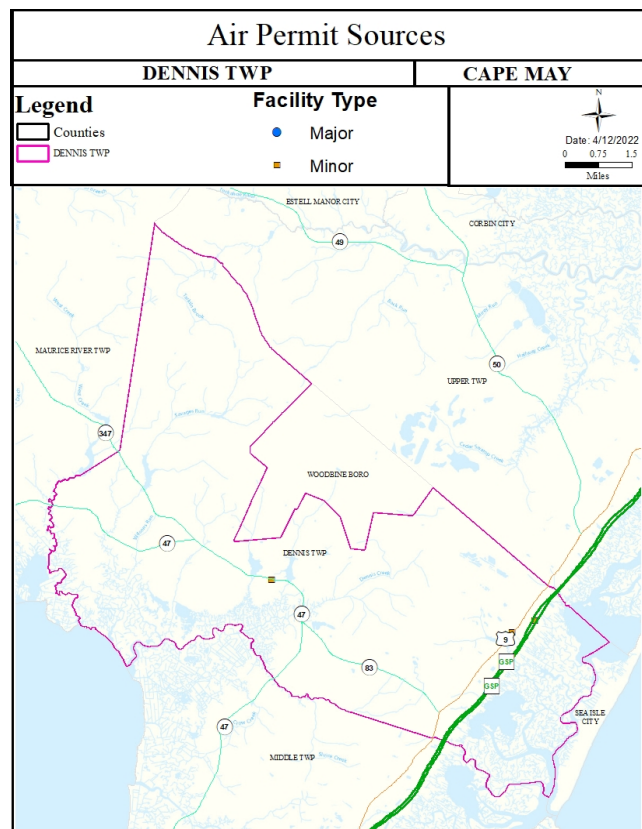 Air Permit Sources
DENNIS TWP
CAPE MAY
Legend
Counties
DENNIS TWP
Facility Type
Major
Minor
N
Date: 4/12/2022
0 0.75 1.5
Miles
ESTELL MANOR CITY
CORBIN CITY
49
MAURICE RIVER TWP
50
UPPER TWP
347
WOODBINE BORO
47
DENNIS TWP
47
9
GSP
83
GSP
SEA ISLE
CITY
47
MIDDLE TWP